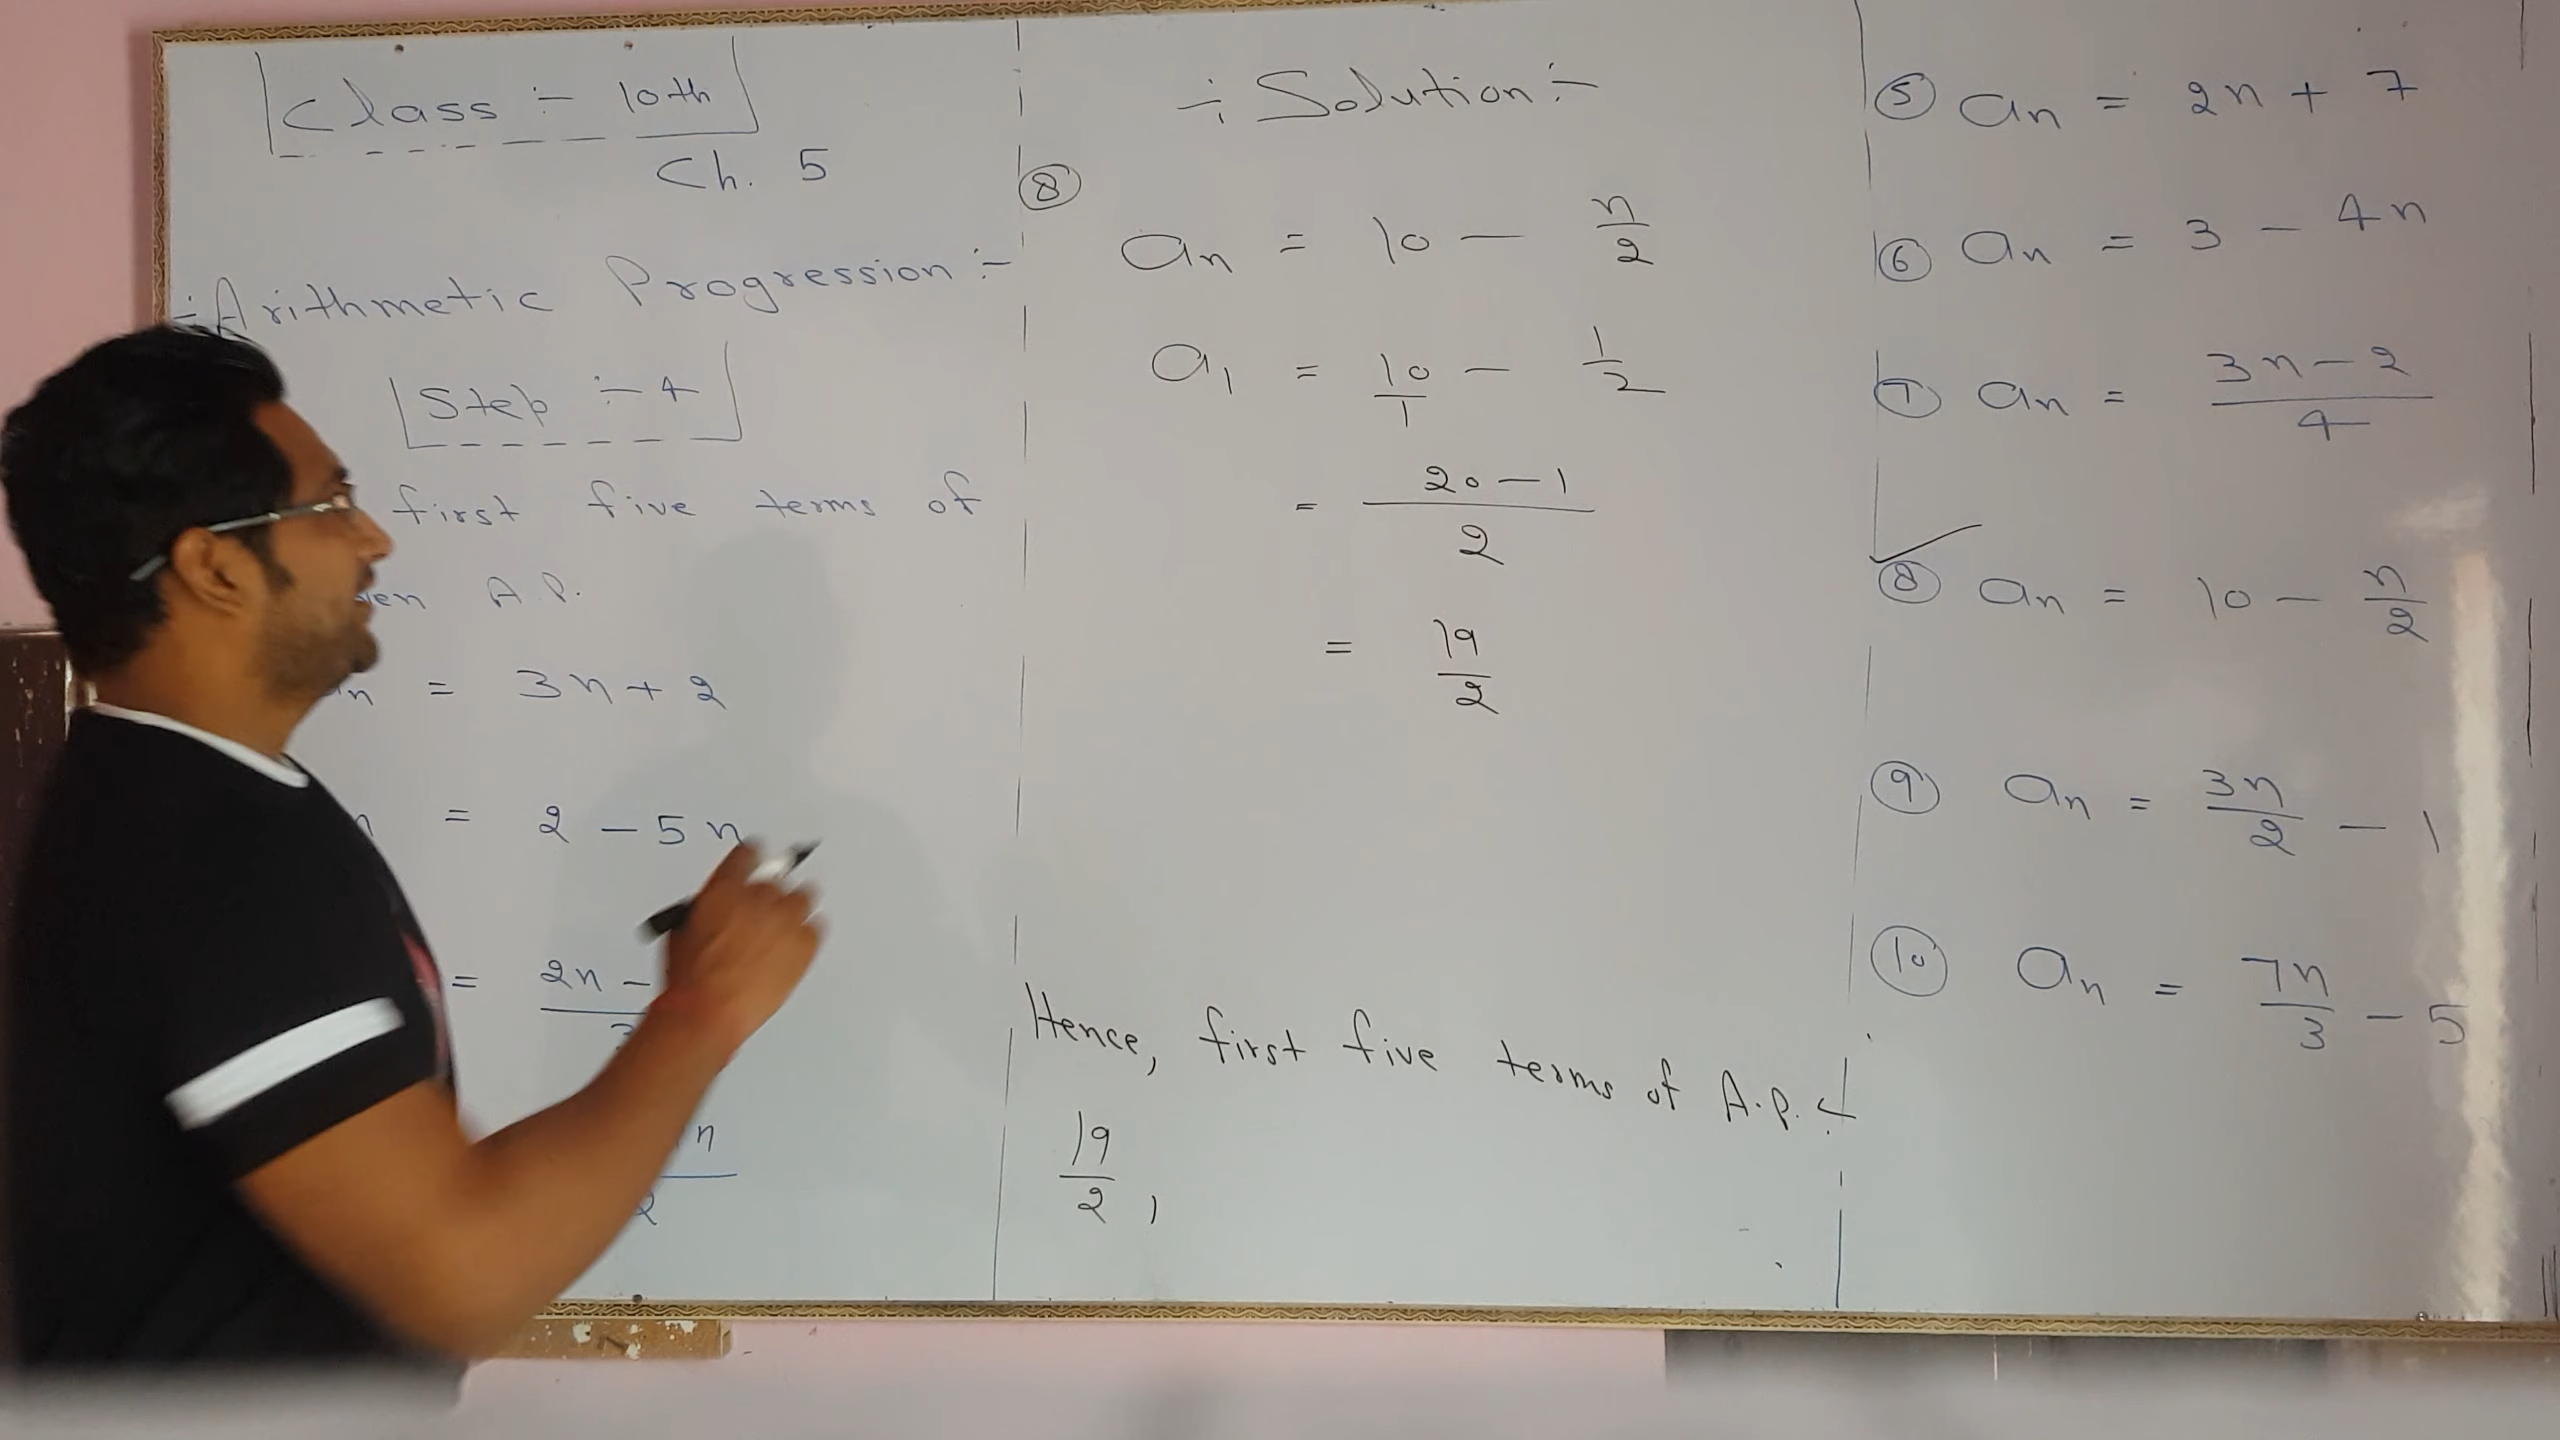 Class :- 10th
Ch. 5
÷ Arithmetic Progression :-
Step :- 4
first five terms of
A.P.
= 3n + 2
= 2 - 5n
= 2n -
n
2
÷ Solution :-
⑧
an = 10 - n/2
a1 = 10/1 - 1/2
= 20 - 1 / 2
= 19/2
Hence, first five terms of A.P. <
19/2 ,
⑤ an = 2n + 7
⑥ an = 3 - 4n
⑦ an = 3n - 2 / 4
✓
⑧ an = 10 - n/2
⑨ an = 3n/2 - 1
⑩ an = 7n/3 - 5